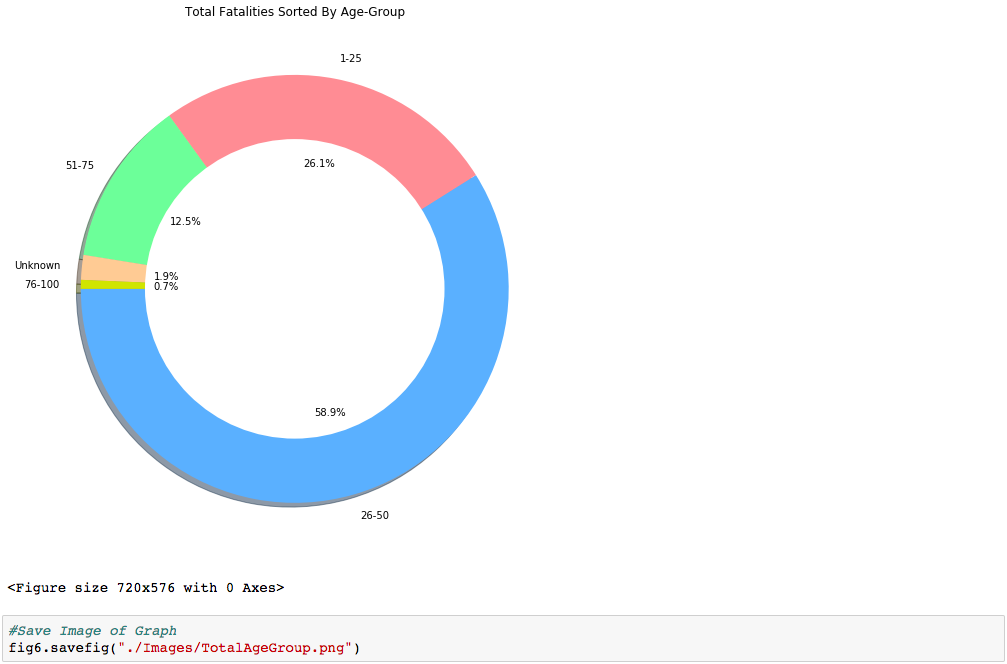 Total Fatalities Sorted By Age-Group
1-25
26.1%
51-75
12.5%
Unknown
1.9%
76-100
0.7%
58.9%
26-50
<Figure size 720x576 with 0 Axes>
#Save Image of Graph
fig6.savefig("./Images/TotalAgeGroup.png")